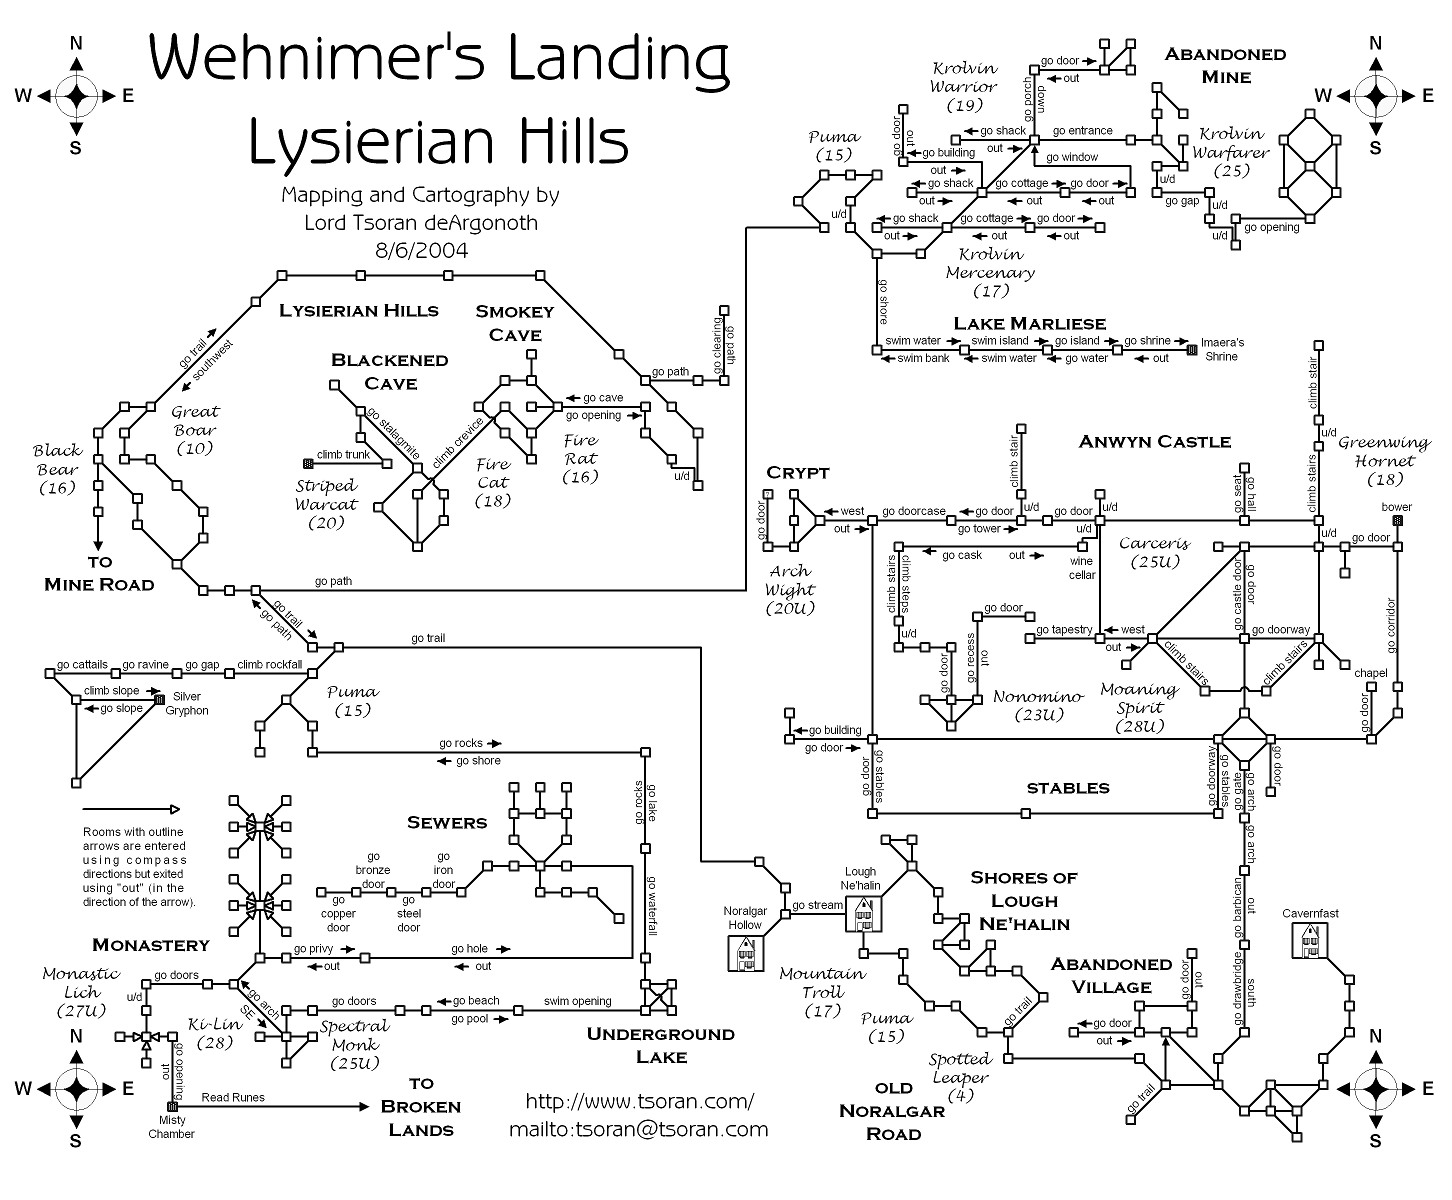 Wehnimer's Landing
Lysierian Hills
Mapping and Cartography by
Lord Tsoran deArgonoth
8/6/2004
N
W
E
S
N
W
E
S
Abandoned
Mine
Krolvin
Warrior
(19)
go door
out
go porch
down
Puma
(15)
go door
out
go shack
out
go entrance
go building
out
go window
Krolvin
Warfarer
(25)
go shack
out
go cottage
out
go door
out
u/d
go gap
u/d
u/d
go opening
u/d
go shack
out
go cottage
out
go door
out
Krolvin
Mercenary
(17)
go shore
Lake Marliese
swim water
swim bank
swim island
swim water
go island
go water
go shrine
out
Imaera's
Shrine
Lysierian Hills
Smokey
Cave
go trail
southwest
Blackened
Cave
go clearing
go path
go path
Great
Boar
(10)
go cave
go opening
go stalagmite
climb crevice
Black
Bear
(16)
climb trunk
Striped
Warcat
(20)
Fire
Cat
(18)
Fire
Rat
(16)
u/d
to
Mine Road
go path
go trail
go path
go trail
Anwyn Castle
climb stair
climb stair
u/d
climb stairs
Greenwing
Hornet
(18)
Crypt
go door
west
out
go doorcase
go door
go tower
u/d
go door
u/d
u/d
go seat
go hall
u/d
bower
go door
Arch
Wight
(20U)
go cask
out
wine
cellar
Carceris
(25U)
climb stairs
climb steps
u/d
go door
go tapestry
west
out
go castle door
go door
go doorway
go corridor
go door
go recess
out
climb stairs
climb stairs
Nonomino
(23U)
Moaning
Spirit
(28U)
chapel
go door
go building
go door
go door
go stables
go doorway
go stables
go door
stables
go gate
go arch
go arch
out
go barbican
south
go drawbridge
go cattails
go ravine
go gap
climb rockfall
climb slope
go slope
Silver
Gryphon
Puma
(15)
go rocks
go shore
go lake
go rocks
go waterfall
Rooms with outline
arrows are entered
using compass
directions but exited
using "out" (in the
direction of the arrow).
Sewers
go
bronze
door
go
iron
door
go
copper
door
go
steel
door
Monastery
go privy
out
go hole
out
Monastic
Lich
(27U)
go doors
u/d
go arch
SE
go doors
go beach
go pool
swim opening
Ki-Lin
(28)
Spectral
Monk
(25U)
Underground
Lake
N
W
E
S
go opening
out
Read Runes
Misty
Chamber
to
Broken
Lands
http://www.tsoran.com/
mailto:tsoran@tsoran.com
Lough
Ne'halin
Noralgar
Hollow
go stream
Shores of
Lough
Ne'halin
Mountain
Troll
(17)
Puma
(15)
go trail
Spotted
Leaper
(4)
old
Noralgar
Road
Abandoned
Village
go door
out
go door
out
go trail
Cavernfast
N
W
E
S